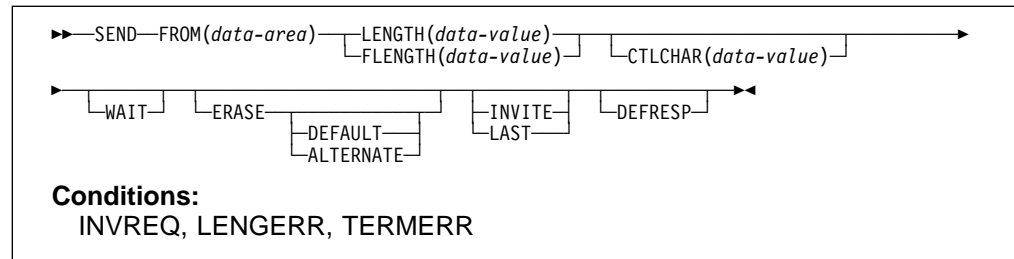 SEND FROM(data-area) LENGTH(data-value)
FLENGTH(data-value) CTLCHAR(data-value)
WAIT ERASE INVITE DEFRESP
DEFAULT LAST
ALTERNATE
Conditions:
INVREQ, LENGERR, TERMERR